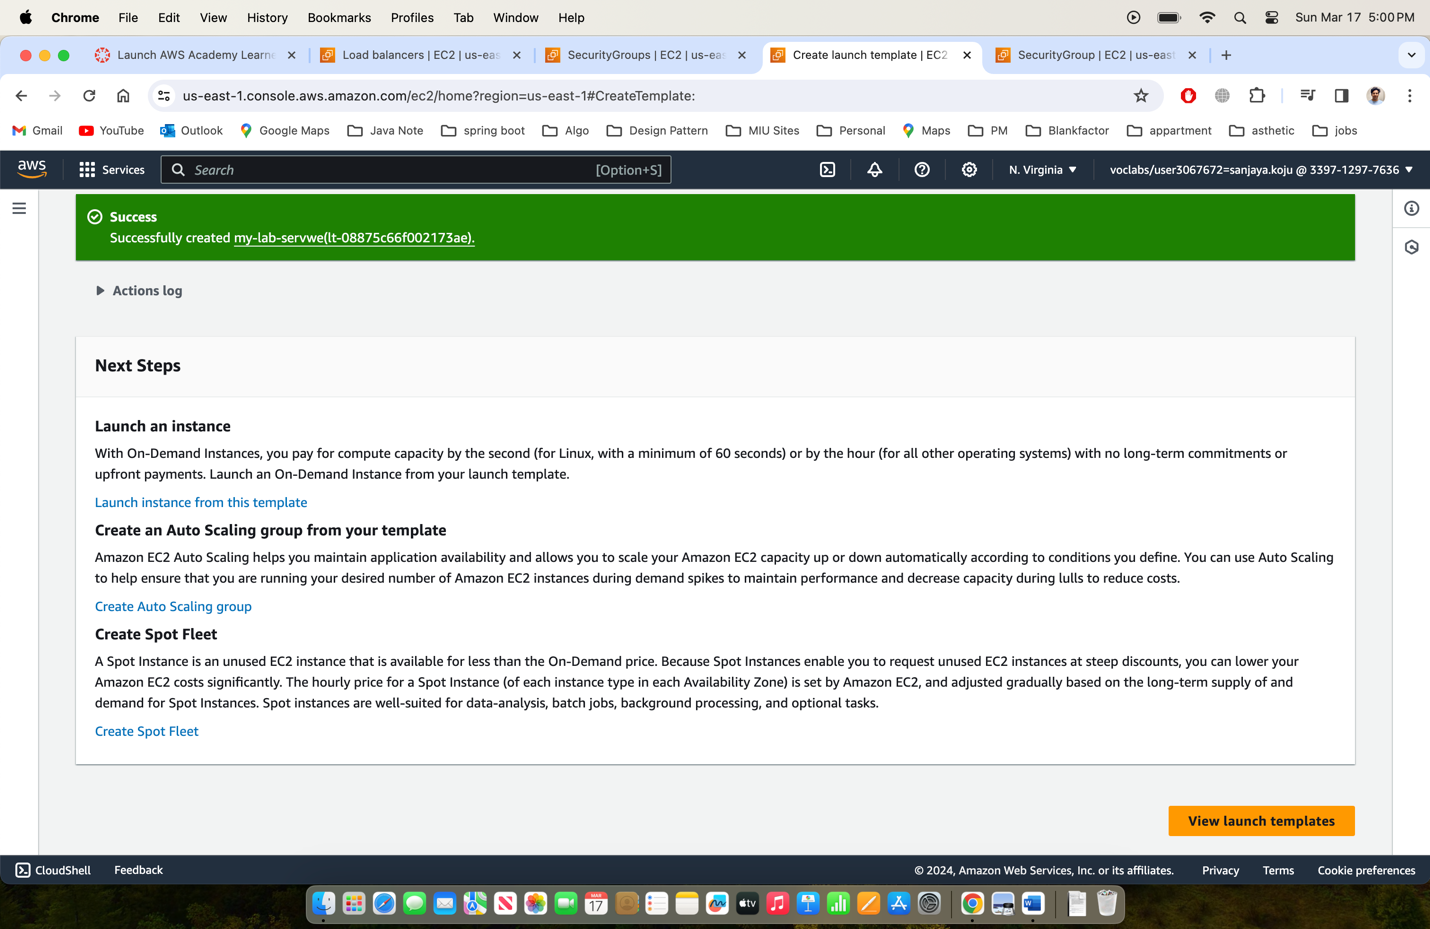 Chrome File Edit View History Bookmarks Profiles Tab Window Help Sun Mar 17 5:00 PM
Launch AWS Academy Learne Load balancers | EC2 | us-eas SecurityGroups | EC2 | us-eas Create launch template | EC2 SecurityGroup | EC2 | us-east
us-east-1.console.aws.amazon.com/ec2/home?region=us-east-1#CreateTemplate:
Gmail YouTube Outlook Google Maps Java Note spring boot Algo Design Pattern MIU Sites Personal Maps PM Blankfactor appartment asthetic jobs
aws Services Search [Option+S] N. Virginia voclabs/user3067672=sanjaya.koju @ 3397-1297-7636
Success
Successfully created my-lab-servwe(lt-08875c66f002173ae).
Actions log
Next Steps
Launch an instance
With On-Demand Instances, you pay for compute capacity by the second (for Linux, with a minimum of 60 seconds) or by the hour (for all other operating systems) with no long-term commitments or
upfront payments. Launch an On-Demand Instance from your launch template.
Launch instance from this template
Create an Auto Scaling group from your template
Amazon EC2 Auto Scaling helps you maintain application availability and allows you to scale your Amazon EC2 capacity up or down automatically according to conditions you define. You can use Auto Scaling
to help ensure that you are running your desired number of Amazon EC2 instances during demand spikes to maintain performance and decrease capacity during lulls to reduce costs.
Create Auto Scaling group
Create Spot Fleet
A Spot Instance is an unused EC2 instance that is available for less than the On-Demand price. Because Spot Instances enable you to request unused EC2 instances at steep discounts, you can lower your
Amazon EC2 costs significantly. The hourly price for a Spot Instance (of each instance type in each Availability Zone) is set by Amazon EC2, and adjusted gradually based on the long-term supply of and
demand for Spot Instances. Spot instances are well-suited for data-analysis, batch jobs, background processing, and optional tasks.
Create Spot Fleet
View launch templates
CloudShell Feedback © 2024, Amazon Web Services, Inc. or its affiliates. Privacy Terms Cookie preferences
MAR
17
tv
W